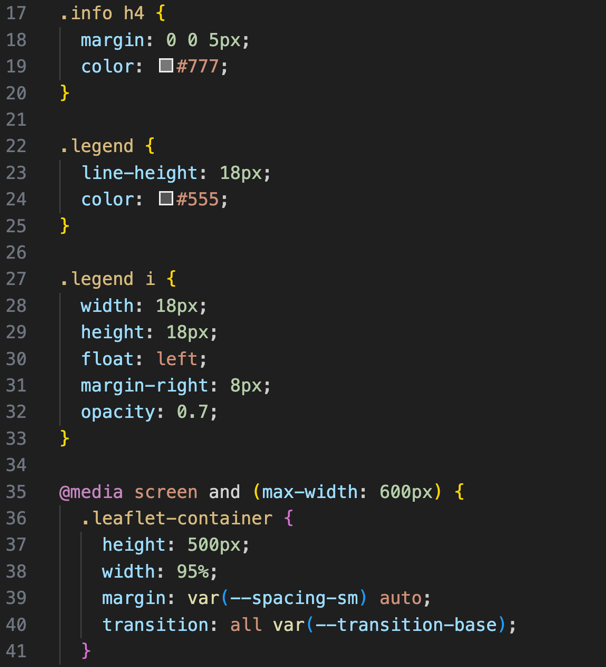 17 .info h4 {
18 margin: 0 0 5px;
19 color: #777;
20 }
21
22 .legend {
23 line-height: 18px;
24 color: #555;
25 }
26
27 .legend i {
28 width: 18px;
29 height: 18px;
30 float: left;
31 margin-right: 8px;
32 opacity: 0.7;
33 }
34
35 @media screen and (max-width: 600px) {
36 .leaflet-container {
37 height: 500px;
38 width: 95%;
39 margin: var(--spacing-sm) auto;
40 transition: all var(--transition-base);
41 }